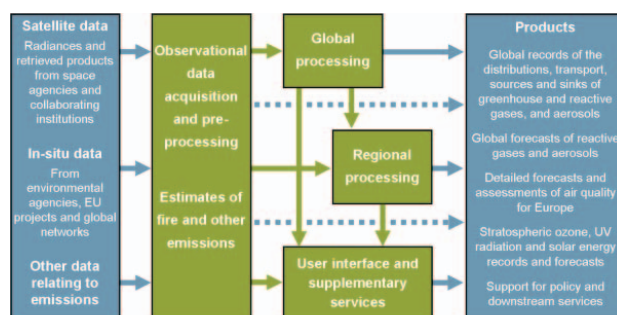 Satellite data
Radiances and
retrieved products
from space
agencies and
collaborating
institutions
In-situ data
From
environmental
agencies, EU
projects and global
networks
Other data
relating to
emissions
Observational
data
acquisition
and pre-
processing
Estimates of
fire and other
emissions
Global
processing
Regional
processing
User interface and
supplementary
services
Products
Global records of the
distributions, transport,
sources and sinks of
greenhouse and reactive
gases, and aerosols
Global forecasts of reactive
gases and aerosols
Detailed forecasts and
assessments of air quality
for Europe
Stratospheric ozone, UV
radiation and solar energy
records and forecasts
Support for policy and
downstream services